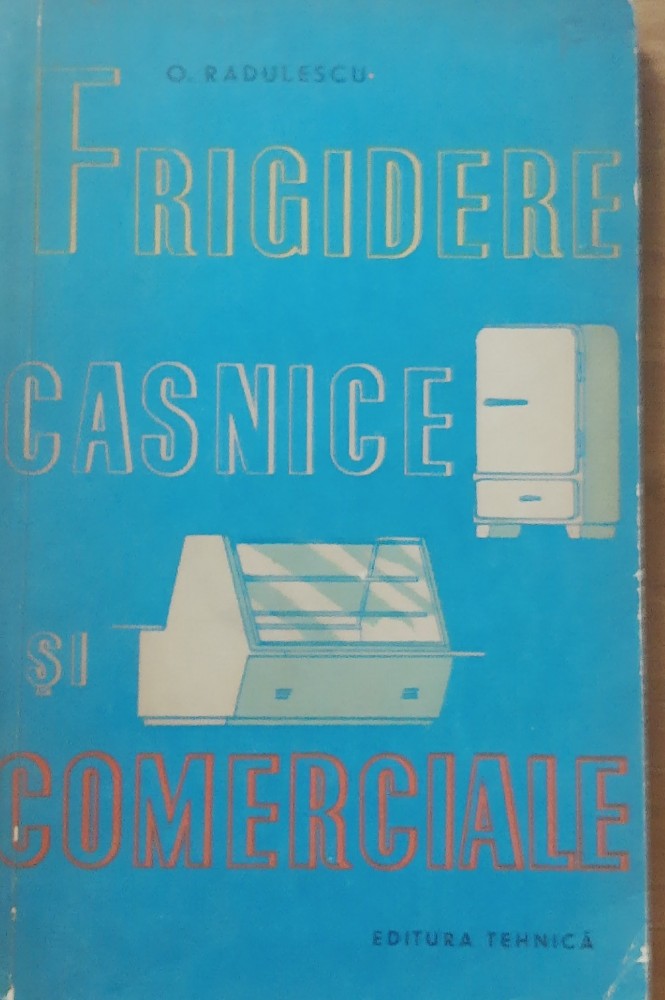 O. RADULESCU
FRIGIDERE
CASNICE
ŞI
COMERCIALE
EDITURA TEHNICĂ